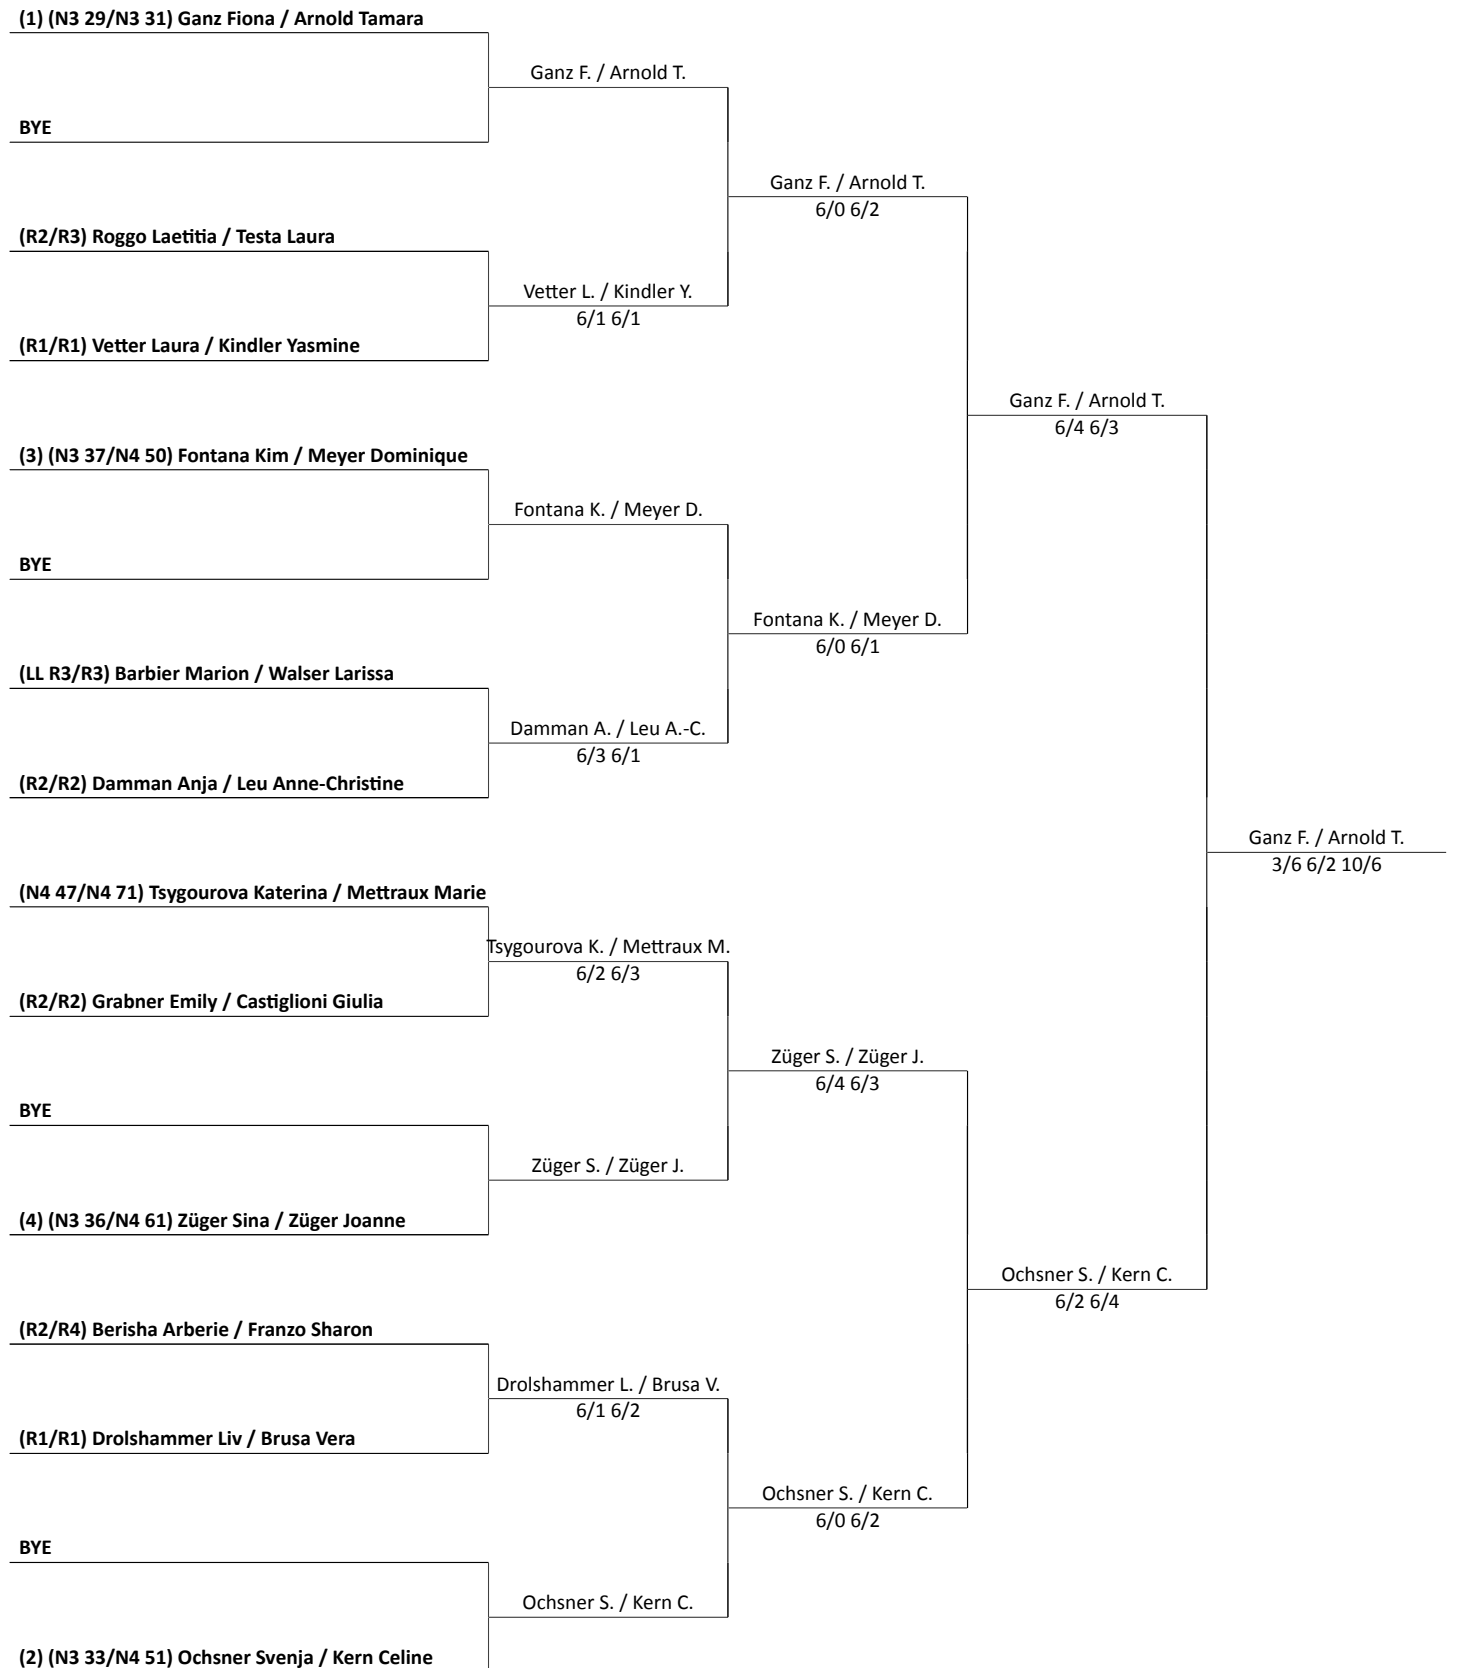 (1) (N3 29/N3 31) Ganz Fiona / Arnold Tamara
Ganz F. / Arnold T.
BYE
Ganz F. / Arnold T.
6/0 6/2
(R2/R3) Roggo Laetitia / Testa Laura
Vetter L. / Kindler Y.
6/1 6/1
(R1/R1) Vetter Laura / Kindler Yasmine
Ganz F. / Arnold T.
6/4 6/3
(3) (N3 37/N4 50) Fontana Kim / Meyer Dominique
Fontana K. / Meyer D.
BYE
Fontana K. / Meyer D.
6/0 6/1
(LL R3/R3) Barbier Marion / Walser Larissa
Damman A. / Leu A.-C.
6/3 6/1
(R2/R2) Damman Anja / Leu Anne-Christine
Ganz F. / Arnold T.
3/6 6/2 10/6
(N4 47/N4 71) Tsygourova Katerina / Mettraux Marie
Tsygourova K. / Mettraux M.
6/2 6/3
(R2/R2) Grabner Emily / Castiglioni Giulia
Züger S. / Züger J.
6/4 6/3
BYE
Züger S. / Züger J.
(4) (N3 36/N4 61) Züger Sina / Züger Joanne
Ochsner S. / Kern C.
6/2 6/4
(R2/R4) Berisha Arberie / Franzo Sharon
Drolshammer L. / Brusa V.
6/1 6/2
(R1/R1) Drolshammer Liv / Brusa Vera
Ochsner S. / Kern C.
6/0 6/2
BYE
Ochsner S. / Kern C.
(2) (N3 33/N4 51) Ochsner Svenja / Kern Celine